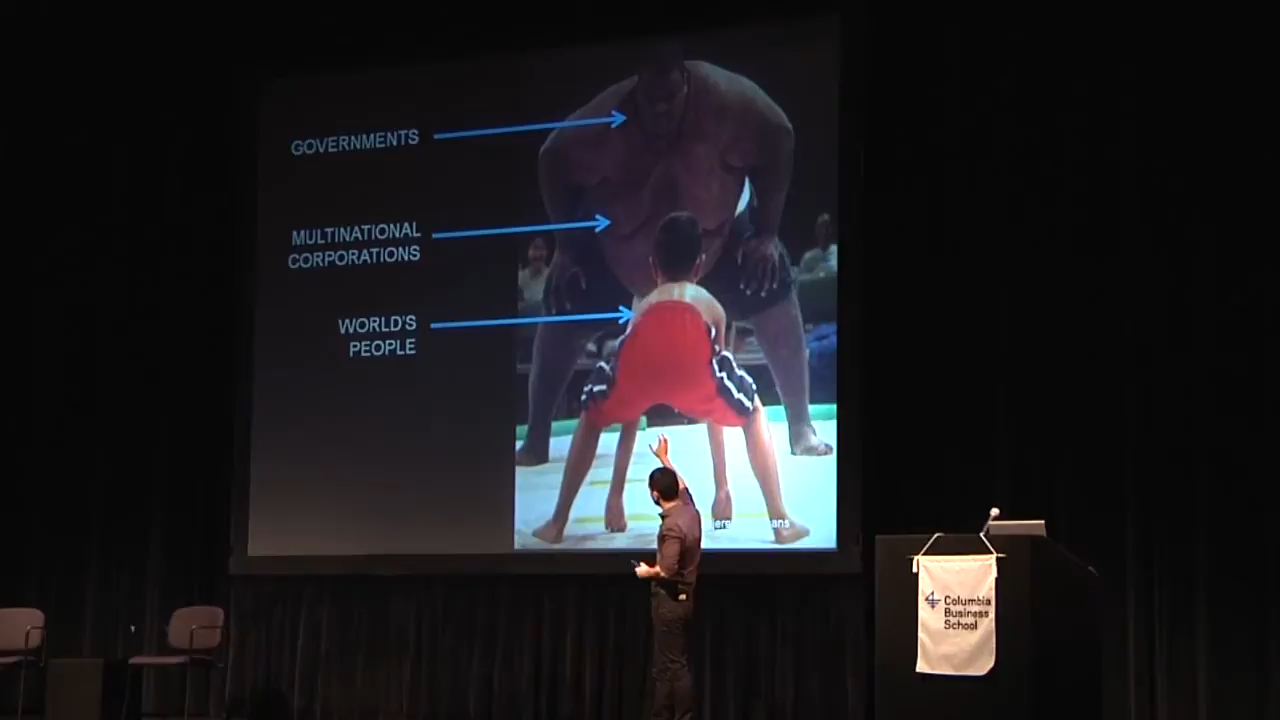 GOVERNMENTS
MULTINATIONAL
CORPORATIONS
WORLD'S
PEOPLE
Columbia
Business
School